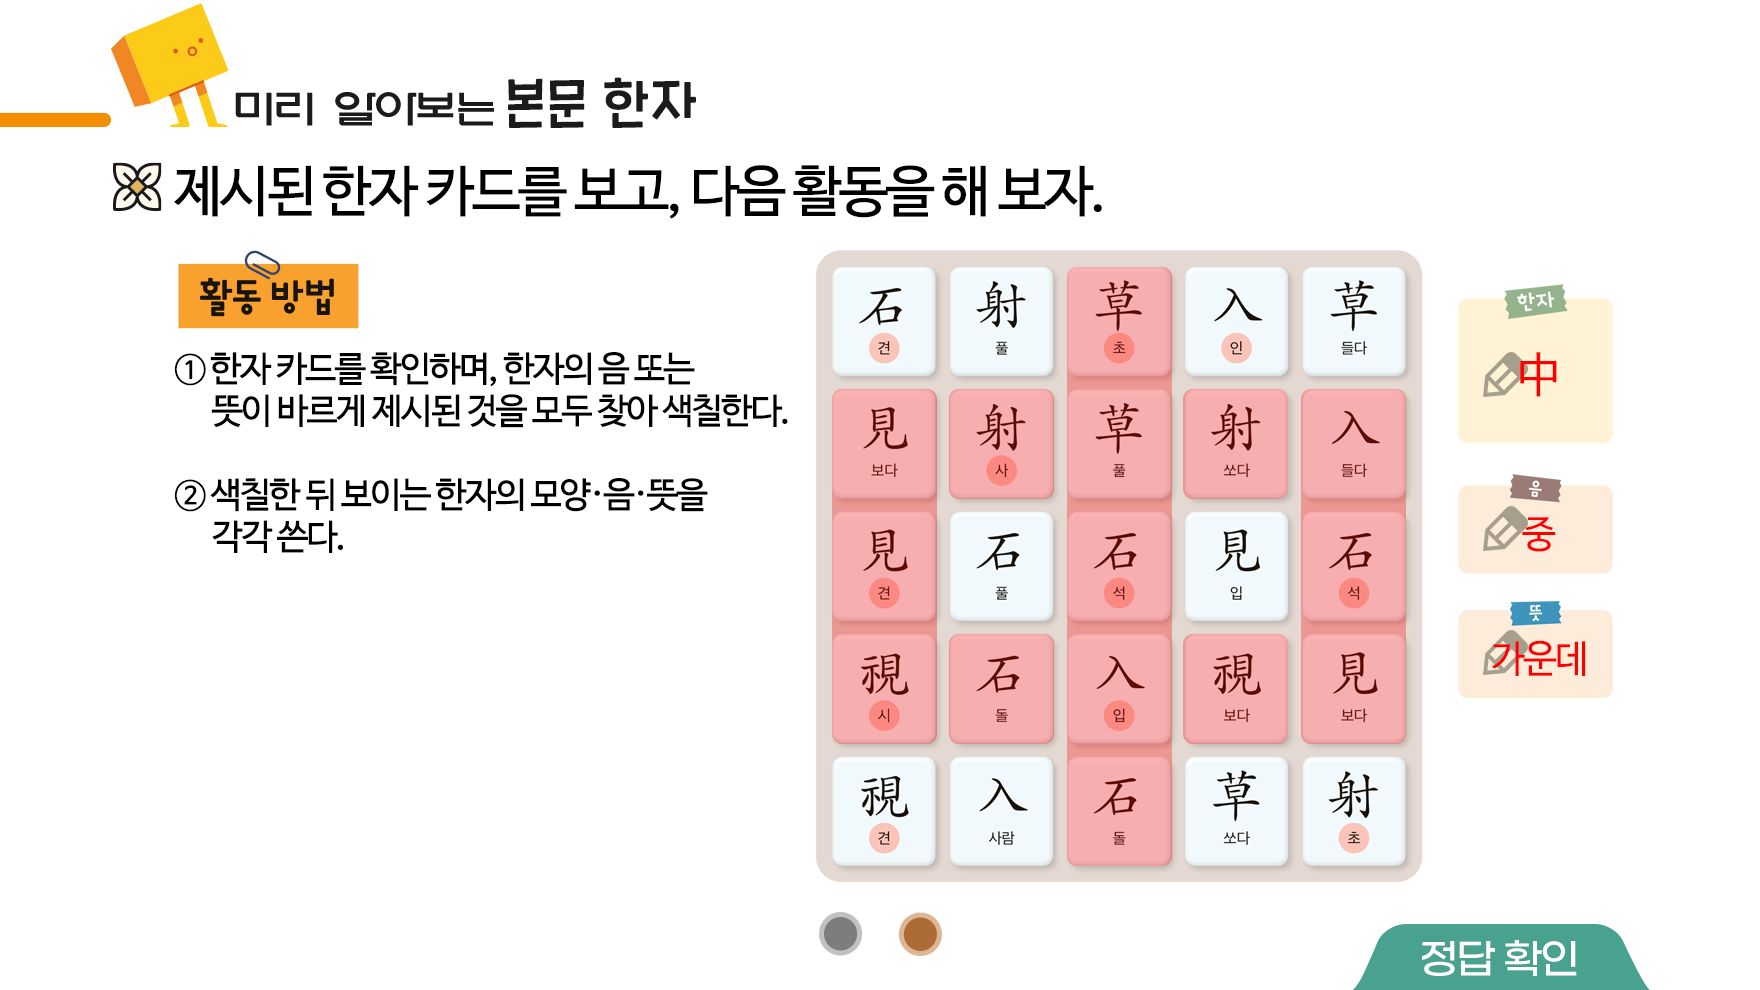 미리 알아보는 본문 한자
제시된 한자 카드를 보고, 다음 활동을 해 보자.
활동 방법
① 한자 카드를 확인하며, 한자의 음 또는
뜻이 바르게 제시된 것을 모두 찾아 색칠한다.
② 색칠한 뒤 보이는 한자의 모양·음·뜻을
각각 쓴다.
石 射 草 入 草
견 풀 초 인 들다
見 射 草 射 入
보다 사 풀 쏘다 들다
見 石 石 見 石
견 풀 석 입 석
視 石 入 視 見
시 돌 입 보다 보다
視 入 石 草 射
견 사람 돌 쏘다 초
한자
中
음
중
뜻
가운데
정답 확인